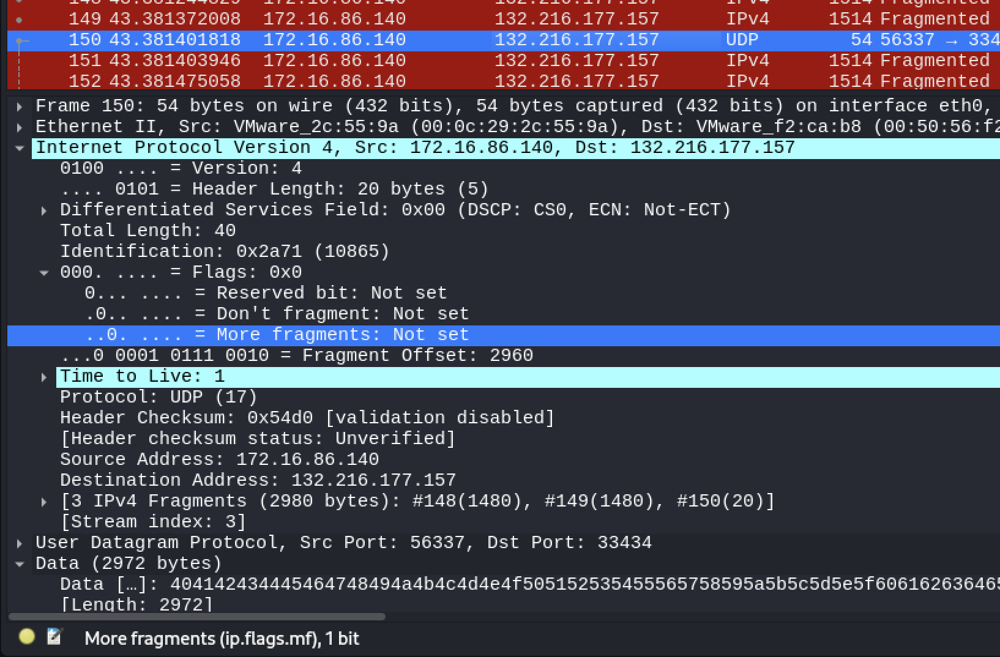 149 43.381372008 172.16.86.140 132.216.177.157 IPv4 1514 Fragmented
150 43.381401818 172.16.86.140 132.216.177.157 UDP 54 56337 → 334
151 43.381403946 172.16.86.140 132.216.177.157 IPv4 1514 Fragmented
152 43.381475058 172.16.86.140 132.216.177.157 IPv4 1514 Fragmented
Frame 150: 54 bytes on wire (432 bits), 54 bytes captured (432 bits) on interface eth0,
Ethernet II, Src: VMware_2c:55:9a (00:0c:29:2c:55:9a), Dst: VMware_f2:ca:b8 (00:50:56:f2
Internet Protocol Version 4, Src: 172.16.86.140, Dst: 132.216.177.157
0100 .... = Version: 4
.... 0101 = Header Length: 20 bytes (5)
Differentiated Services Field: 0x00 (DSCP: CS0, ECN: Not-ECT)
Total Length: 40
Identification: 0x2a71 (10865)
000. .... = Flags: 0x0
0... .... = Reserved bit: Not set
.0.. .... = Don't fragment: Not set
..0. .... = More fragments: Not set
...0 0001 0111 0010 = Fragment Offset: 2960
Time to Live: 1
Protocol: UDP (17)
Header Checksum: 0x54d0 [validation disabled]
[Header checksum status: Unverified]
Source Address: 172.16.86.140
Destination Address: 132.216.177.157
[3 IPv4 Fragments (2980 bytes): #148(1480), #149(1480), #150(20)]
[Stream index: 3]
User Datagram Protocol, Src Port: 56337, Dst Port: 33434
Data (2972 bytes)
Data […]: 404142434445464748494a4b4c4d4e4f505152535455565758595a5b5c5d5e5f606162636465
[Length: 2972]
More fragments (ip.flags.mf), 1 bit